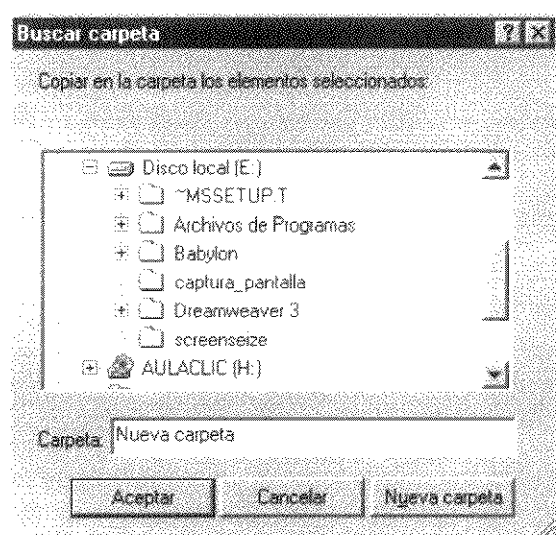 Buscar carpeta
Copiar en la carpeta los elementos seleccionados:
Disco local (E:)
~MSSETUP.T
Archivos de Programas
Babylon
captura_pantalla
Dreamweaver 3
screenseize
AULACLIC (H:)
Carpeta: Nueva carpeta
Aceptar Cancelar Nueva carpeta